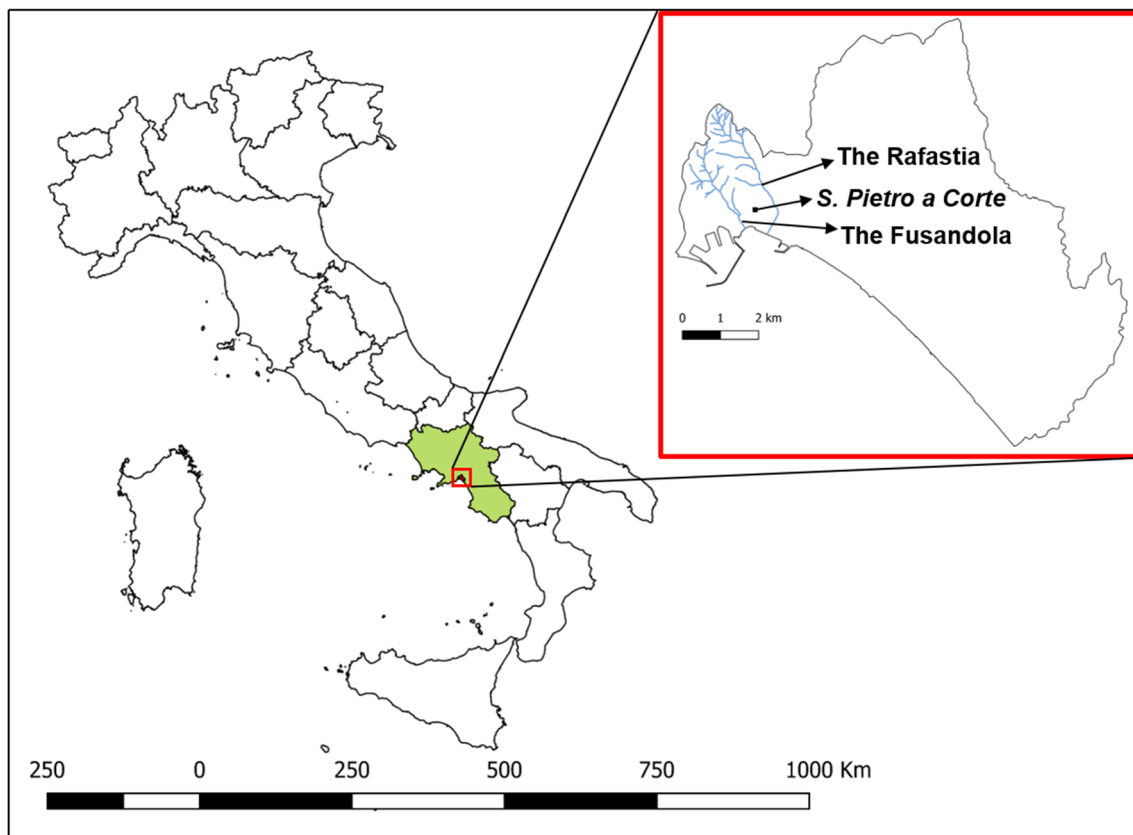 The Rafastia
S. Pietro a Corte
The Fusandola
0 1 2 km
250 0 250 500 750 1000 Km